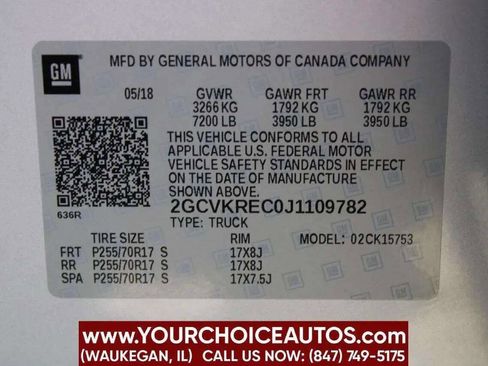 GM
MFD BY GENERAL MOTORS OF CANADA COMPANY
05/18 GVWR GAWR FRT GAWR RR
3266 KG 1792 KG 1792 KG
7200 LB 3950 LB 3950 LB
THIS VEHICLE CONFORMS TO ALL
APPLICABLE U.S. FEDERAL MOTOR
VEHICLE SAFETY STANDARDS IN EFFECT
ON THE DATE OF MANUFACTURE
SHOWN ABOVE.
636R
2GCVKREC0J1109782
TYPE: TRUCK
TIRE SIZE RIM MODEL: 02CK15753
FRT P255/70R17 S 17X8J
RR P255/70R17 S 17X8J
SPA P255/70R17 S 17X7.5J
WWW.YOURCHOICEAUTOS.COM
(WAUKEGAN, IL) CALL US NOW: (847) 749-5175